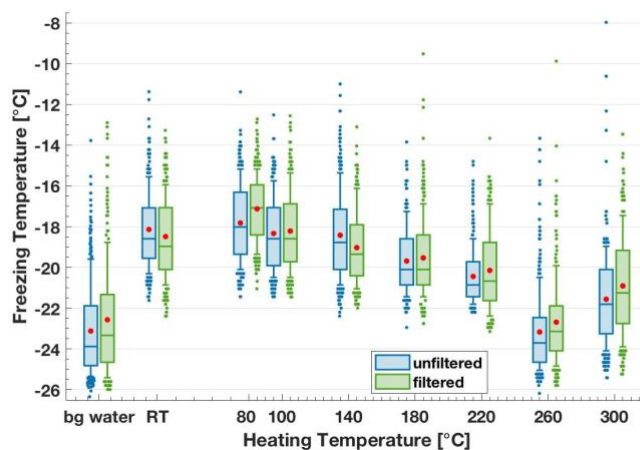 Freezing Temperature [°C]
-8
-10
-12
-14
-16
-18
-20
-22
-24
-26
unfiltered
filtered
bg water RT 80 100 140 180 220 260 300
Heating Temperature [°C]